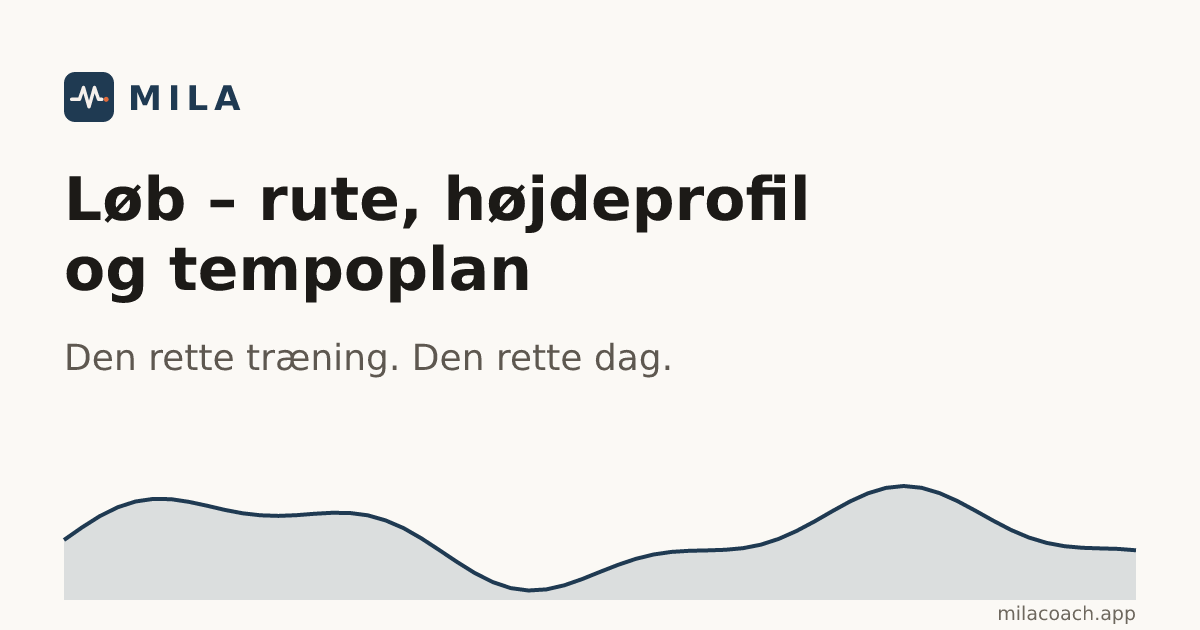 MILA
Løb – rute, højdeprofil
og tempoplan
Den rette træning. Den rette dag.
milacoach.app